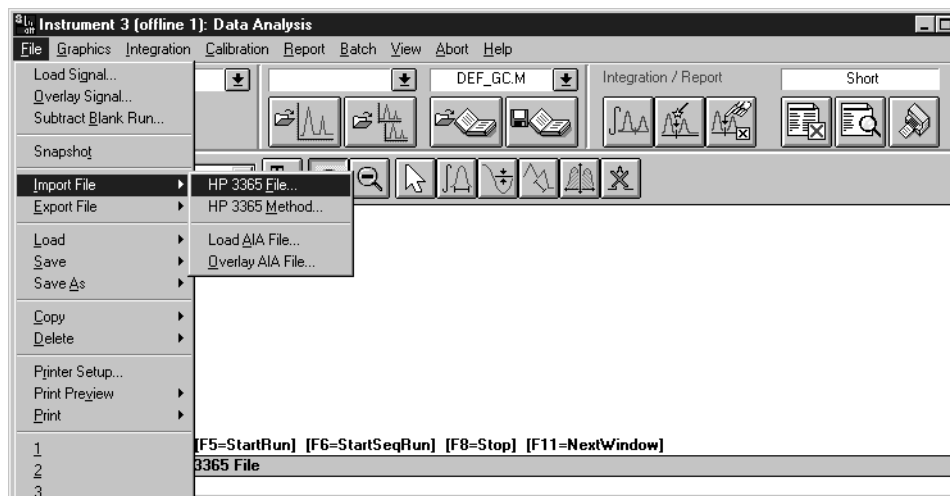 Instrument 3 (offline 1): Data Analysis
File Graphics Integration Calibration Report Batch View Abort Help
DEF_GC.M Integration / Report Short
Load Signal...
Overlay Signal...
Subtract Blank Run...
Snapshot
Import File
Export File
Load
Save
Save As
Copy
Delete
Printer Setup...
Print Preview
Print
1
2
3
HP 3365 File...
HP 3365 Method...
Load AIA File...
Overlay AIA File...
[F5=StartRun] [F6=StartSeqRun] [F8=Stop] [F11=NextWindow]
3365 File